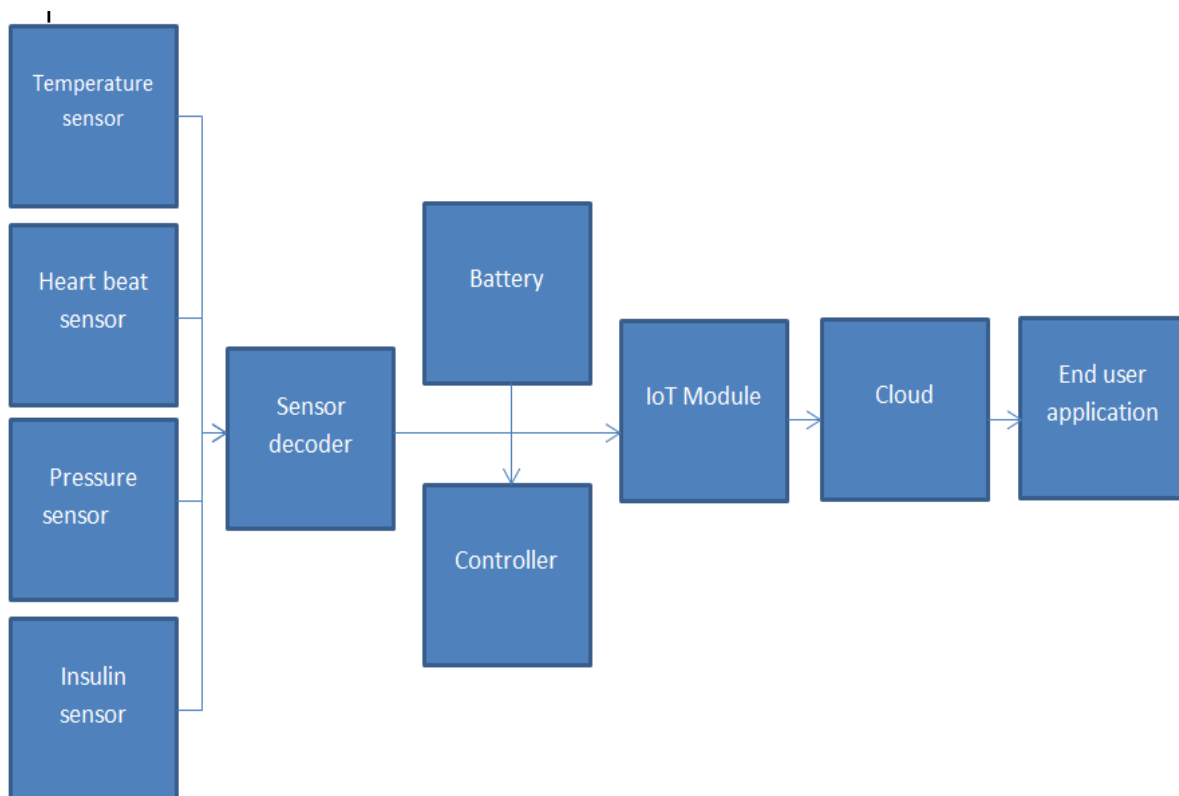 Temperature
sensor
Heart beat
sensor
Pressure
sensor
Insulin
sensor
Sensor
decoder
Battery
Controller
IoT Module
Cloud
End user
application